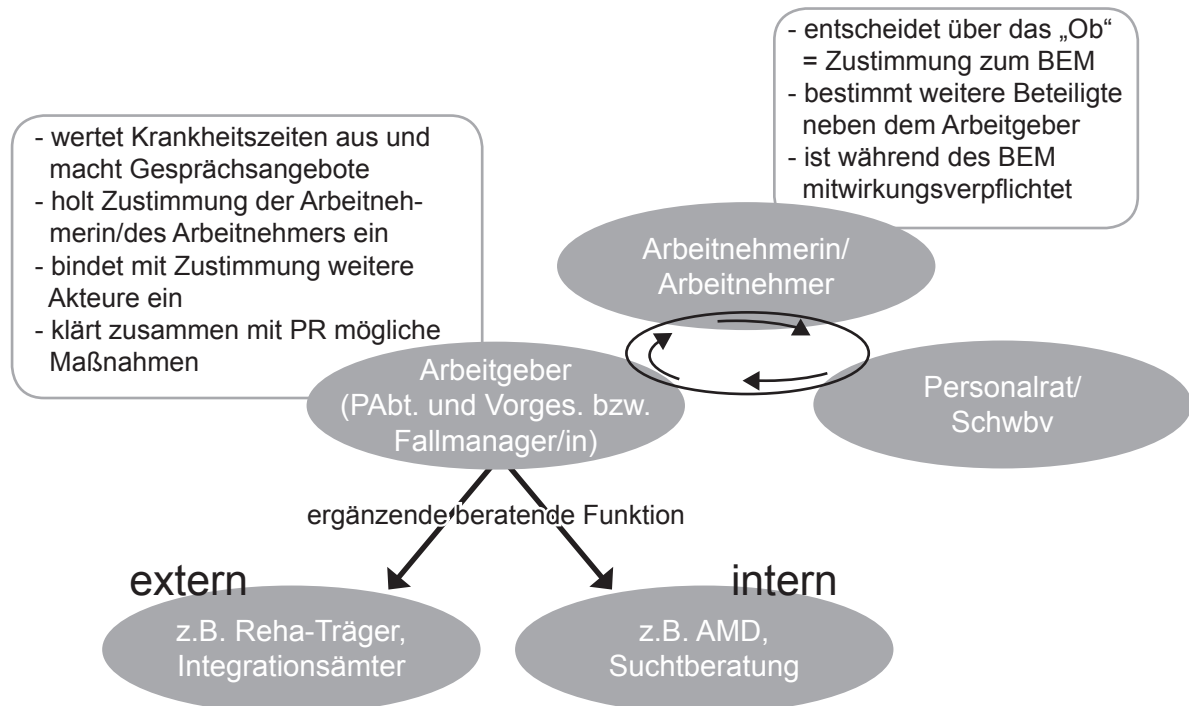 - entscheidet über das „Ob“
= Zustimmung zum BEM
- bestimmt weitere Beteiligte
neben dem Arbeitgeber
- ist während des BEM
mitwirkungsverpflichtet
- wertet Krankheitszeiten aus und
macht Gesprächsangebote
- holt Zustimmung der Arbeitneh-
merin/des Arbeitnehmers ein
- bindet mit Zustimmung weitere
Akteure ein
- klärt zusammen mit PR mögliche
Maßnahmen
Arbeitnehmerin/
Arbeitnehmer
Arbeitgeber
(PAbt. und Vorges. bzw.
Fallmanager/in)
Personalrat/
Schwbv
ergänzende beratende Funktion
extern
z.B. Reha-Träger,
Integrationsämter
intern
z.B. AMD,
Suchtberatung